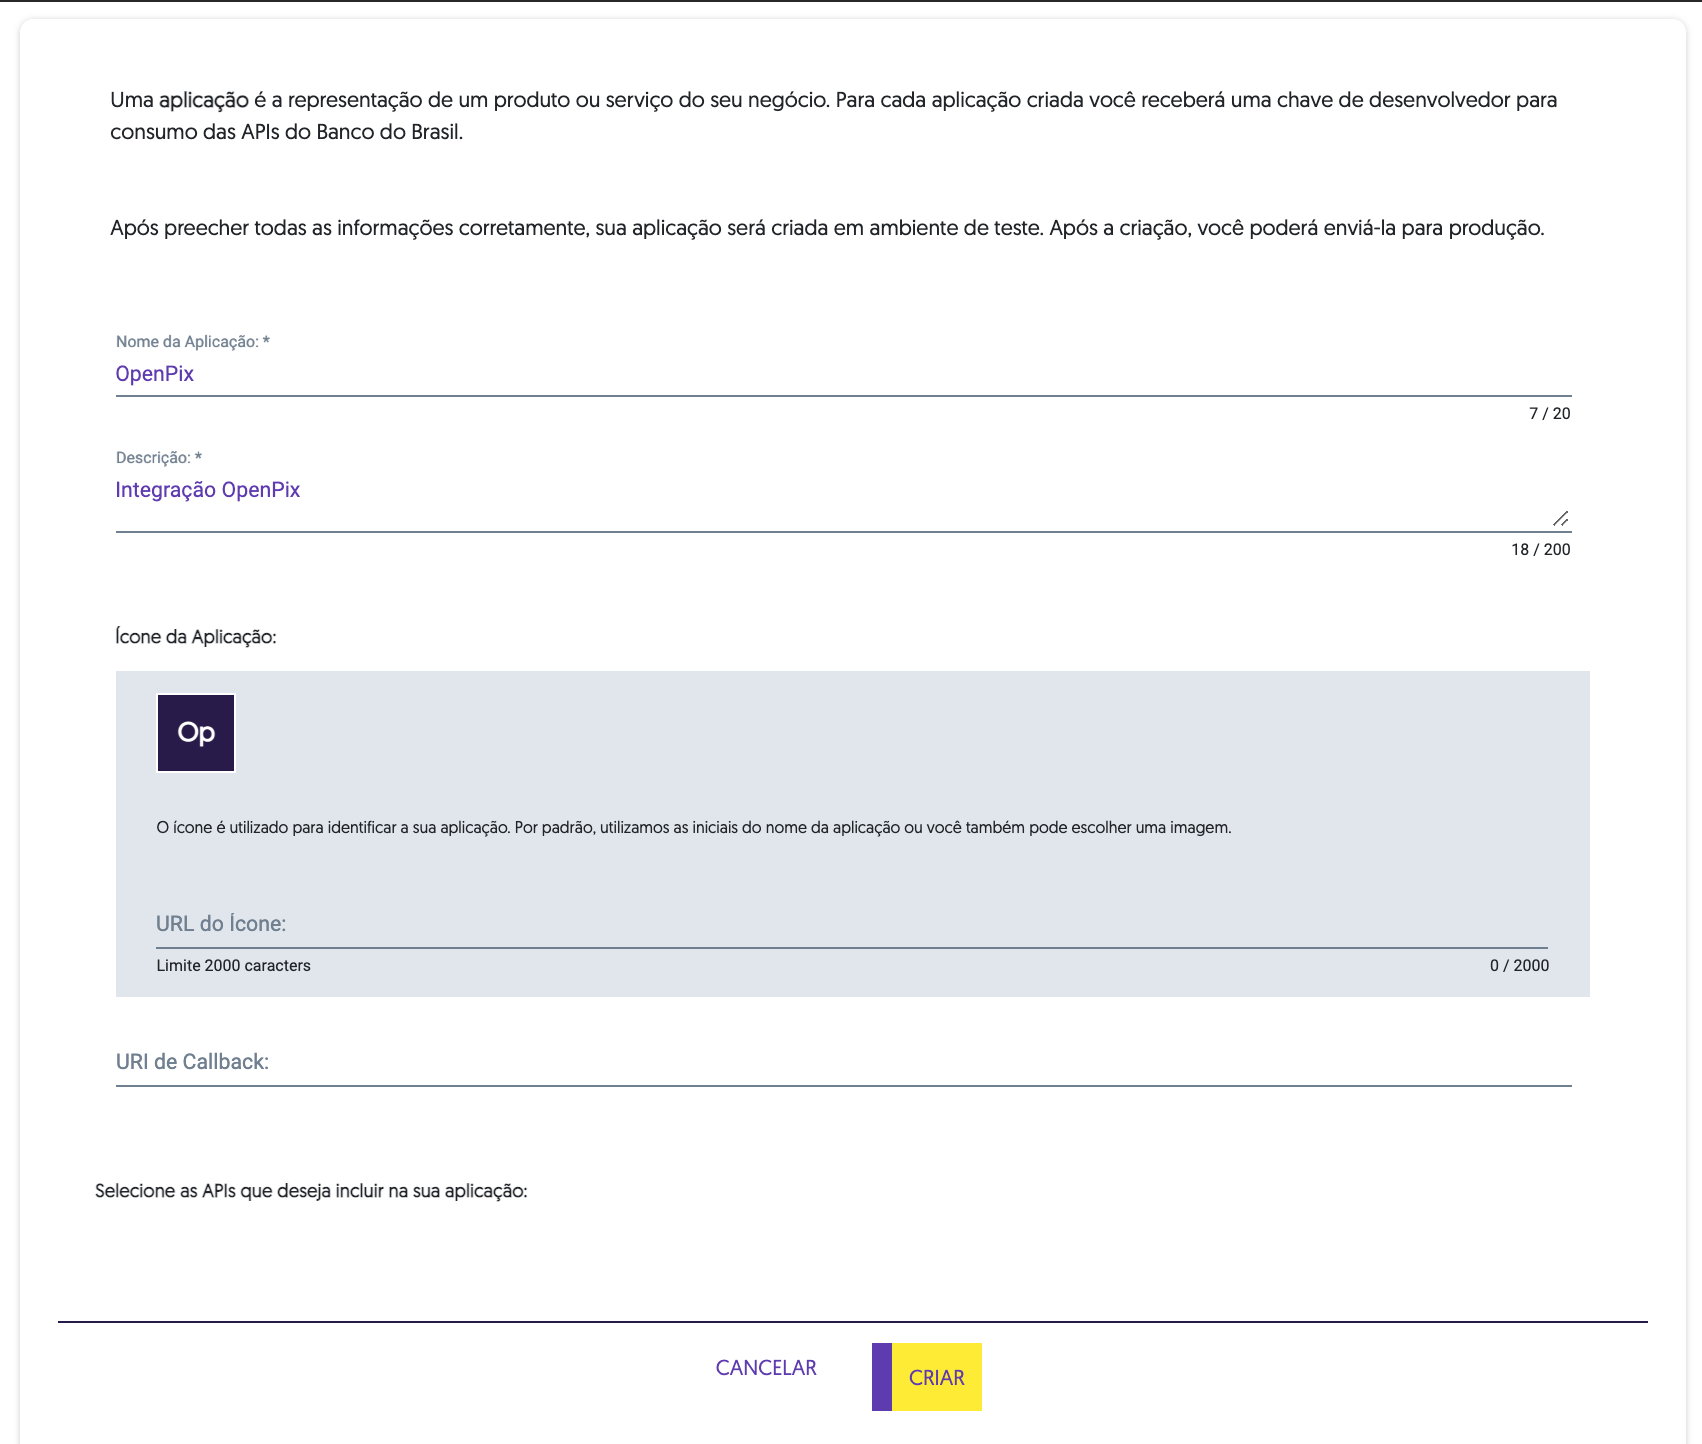 Uma aplicação é a representação de um produto ou serviço do seu negócio. Para cada aplicação criada você receberá uma chave de desenvolvedor para
consumo das APIs do Banco do Brasil.
Após preecher todas as informações corretamente, sua aplicação será criada em ambiente de teste. Após a criação, você poderá enviá-la para produção.
Nome da Aplicação: *
OpenPix
7 / 20
Descrição: *
Integração OpenPix
18 / 200
Ícone da Aplicação:
Op
O ícone é utilizado para identificar a sua aplicação. Por padrão, utilizamos as iniciais do nome da aplicação ou você também pode escolher uma imagem.
URL do Ícone:
Limite 2000 caracters
0 / 2000
URI de Callback:
Selecione as APIs que deseja incluir na sua aplicação:
CANCELAR
CRIAR